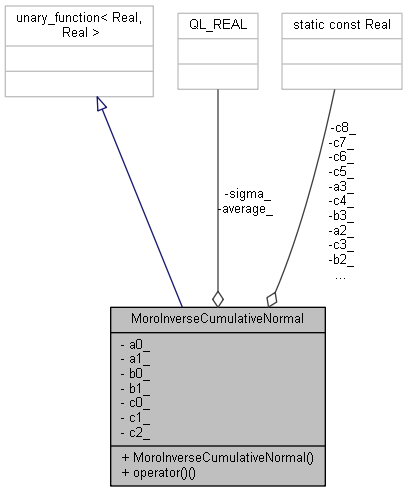 unary_function< Real,
Real >
QL_REAL
static const Real
-sigma_
-average_
-c8_
-c7_
-c6_
-c5_
-a3_
-c4_
-b3_
-a2_
-c3_
-b2_
...
MoroInverseCumulativeNormal
- a0_
- a1_
- b0_
- b1_
- c0_
- c1_
- c2_
+ MoroInverseCumulativeNormal()
+ operator()()